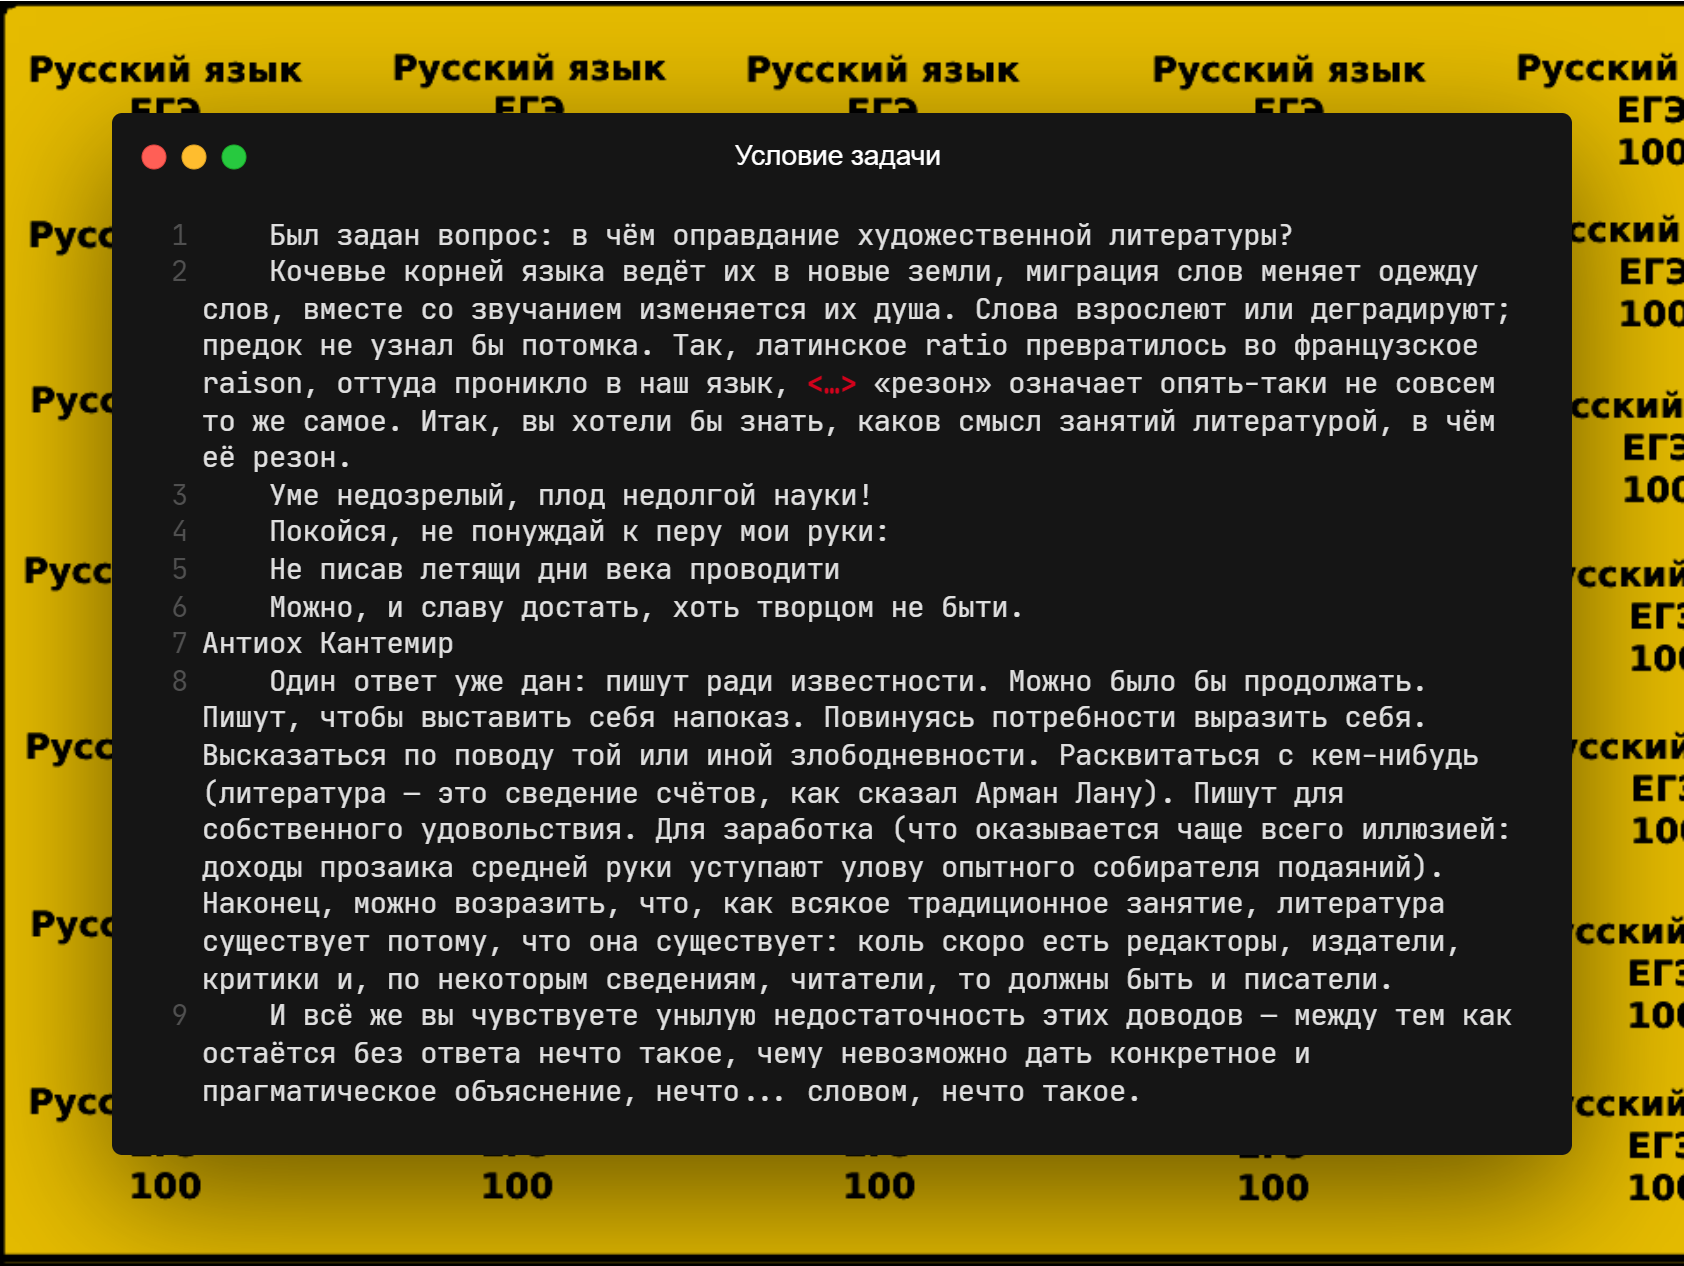 Русский язык Русский язык Русский язык Русский язык Русский
ЕГЭ ЕГЭ ЕГЭ ЕГЭ ЕГЭ
100
Условие задачи
1 Был задан вопрос: в чём оправдание художественной литературы?
2 Кочевье корней языка ведёт их в новые земли, миграция слов меняет одежду
слов, вместе со звучанием изменяется их душа. Слова взрослеют или деградируют;
предок не узнал бы потомка. Так, латинское ratio превратилось во французское
raison, оттуда проникло в наш язык, <…> «резон» означает опять-таки не совсем
то же самое. Итак, вы хотели бы знать, каков смысл занятий литературой, в чём
её резон.
3 Уме недозрелый, плод недолгой науки!
4 Покойся, не понуждай к перу мои руки:
5 Не писав летящи дни века проводити
6 Можно, и славу достать, хоть творцом не быти.
7 Антиох Кантемир
8 Один ответ уже дан: пишут ради известности. Можно было бы продолжать.
Пишут, чтобы выставить себя напоказ. Повинуясь потребности выразить себя.
Высказаться по поводу той или иной злободневности. Расквитаться с кем-нибудь
(литература — это сведение счётов, как сказал Арман Лану). Пишут для
собственного удовольствия. Для заработка (что оказывается чаще всего иллюзией:
доходы прозаика средней руки уступают улову опытного собирателя подаяний).
Наконец, можно возразить, что, как всякое традиционное занятие, литература
существует потому, что она существует: коль скоро есть редакторы, издатели,
критики и, по некоторым сведениям, читатели, то должны быть и писатели.
9 И всё же вы чувствуете унылую недостаточность этих доводов — между тем как
остаётся без ответа нечто такое, чему невозможно дать конкретное и
прагматическое объяснение, нечто... словом, нечто такое.
100 100 100 100